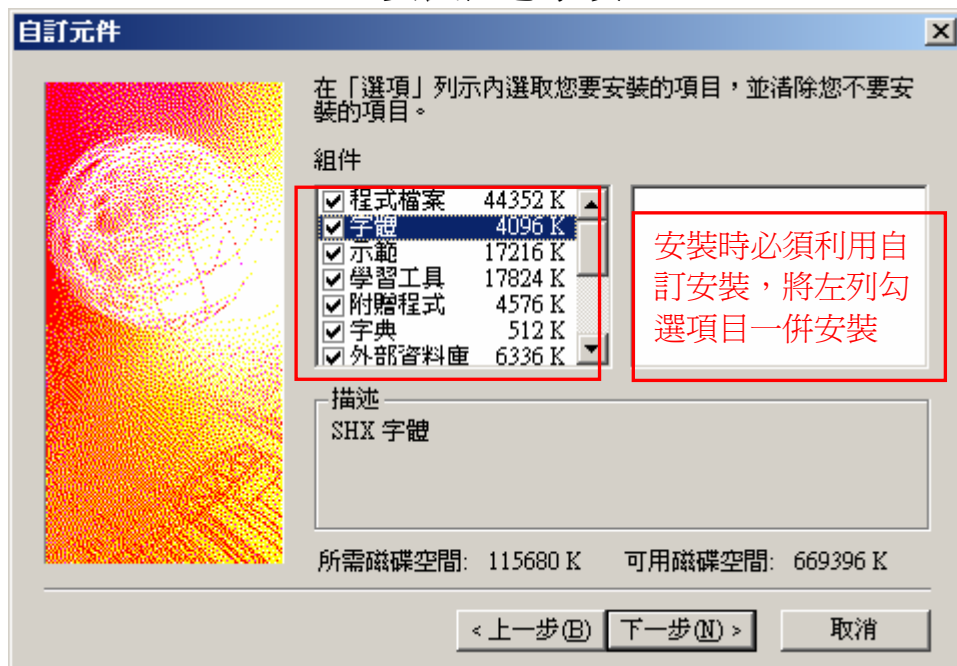 自訂元件
在「選項」列示內選取您要安裝的項目，並清除您不要安
裝的項目。
組件
程式檔案 44352 K
字體 4096 K
示範 17216 K
學習工具 17824 K
附贈程式 4576 K
字典 512 K
外部資料庫 6336 K
安裝時必須利用自
訂安裝，將左列勾
選項目一併安裝
描述
SHX 字體
所需磁碟空間: 115680 K 可用磁碟空間: 669396 K
< 上一步(B) 下一步(N) > 取消